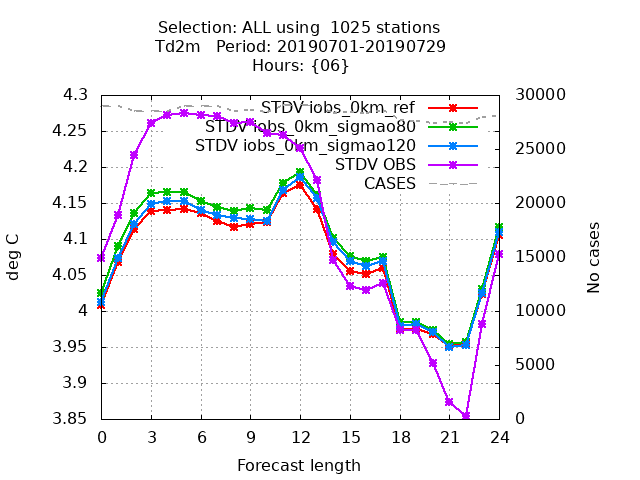 Selection: ALL using  1025 stations
Td2m   Period: 20190701-20190729
Hours: {06}
4.3
4.25
4.2
4.15
4.1
4.05
4
3.95
3.9
3.85
deg C
STDV iobs_0km_ref
STDV iobs_0km_sigmao80
STDV iobs_0km_sigmao120
STDV OBS
CASES
30000
25000
20000
15000
10000
5000
0
No cases
0 3 6 9 12 15 18 21 24
Forecast length